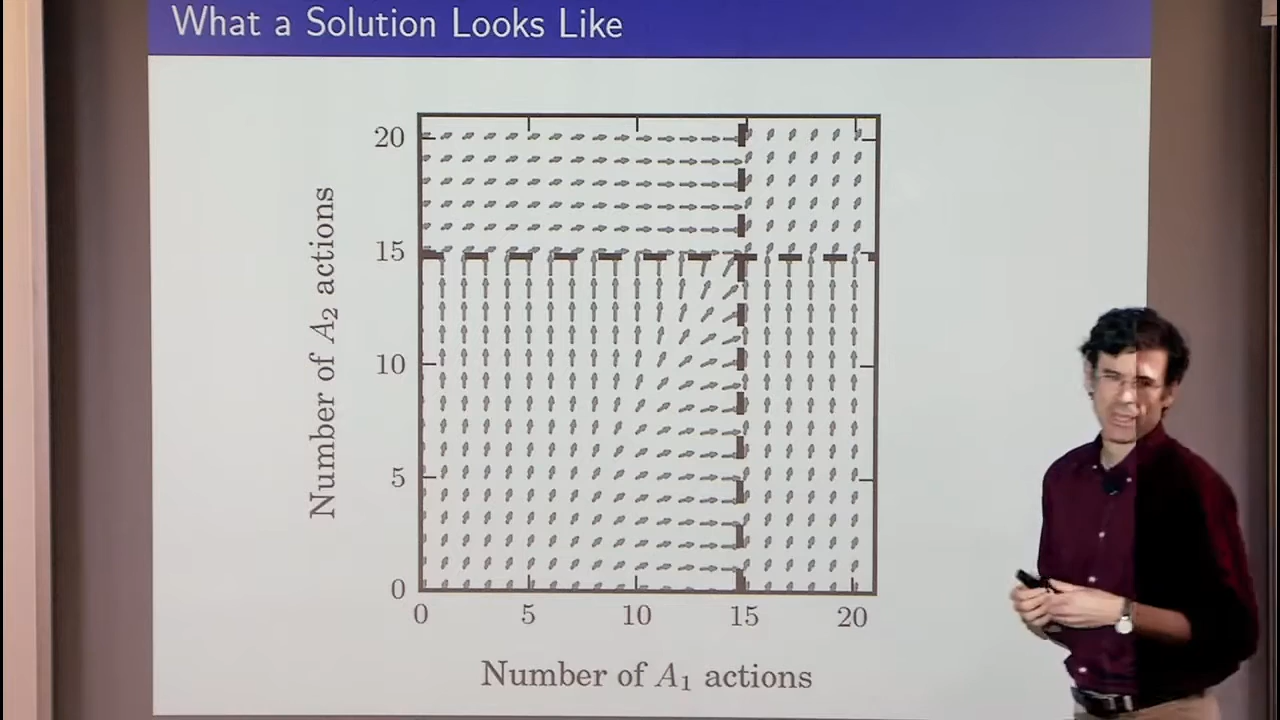 What a Solution Looks Like
20
15
10
5
0
Number of A₂ actions
0 5 10 15 20
Number of A₁ actions